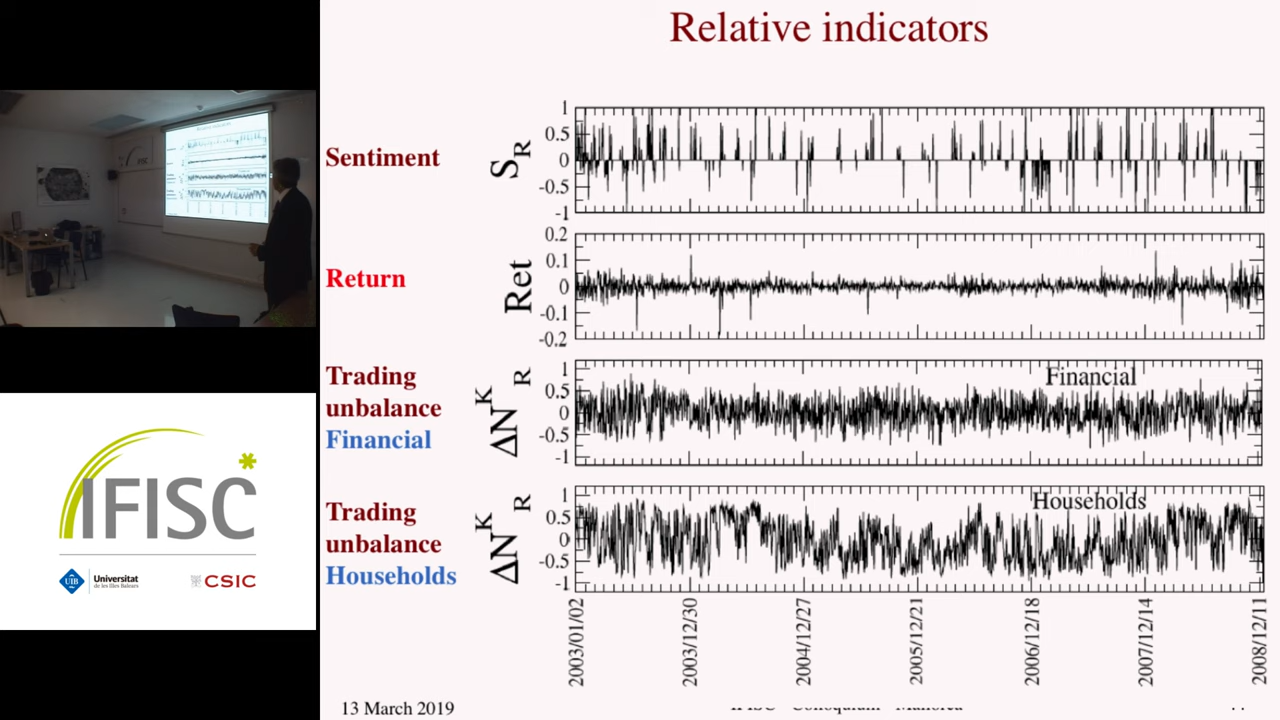 Relative indicators
Sentiment
S_R
1
0.5
0
-0.5
-1
Return
Ret
0.2
0.1
0
-0.1
-0.2
Trading
unbalance
Financial
ΔN^K_R
1
0.5
0
-0.5
-1
Financial
Trading
unbalance
Households
ΔN^K_R
1
0.5
0
-0.5
-1
Households
2003/01/02
2003/12/30
2004/12/27
2005/12/21
2006/12/18
2007/12/14
2008/12/11
13 March 2019
IFISC
UIB
Universitat
de les Illes Balears
CSIC